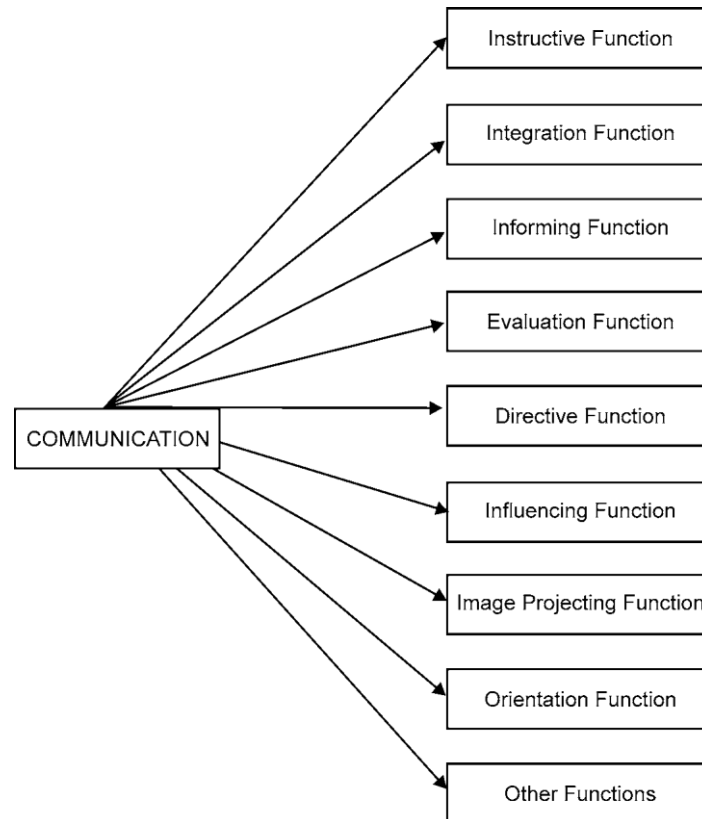 Instructive Function
Integration Function
Informing Function
Evaluation Function
Directive Function
COMMUNICATION
Influencing Function
Image Projecting Function
Orientation Function
Other Functions